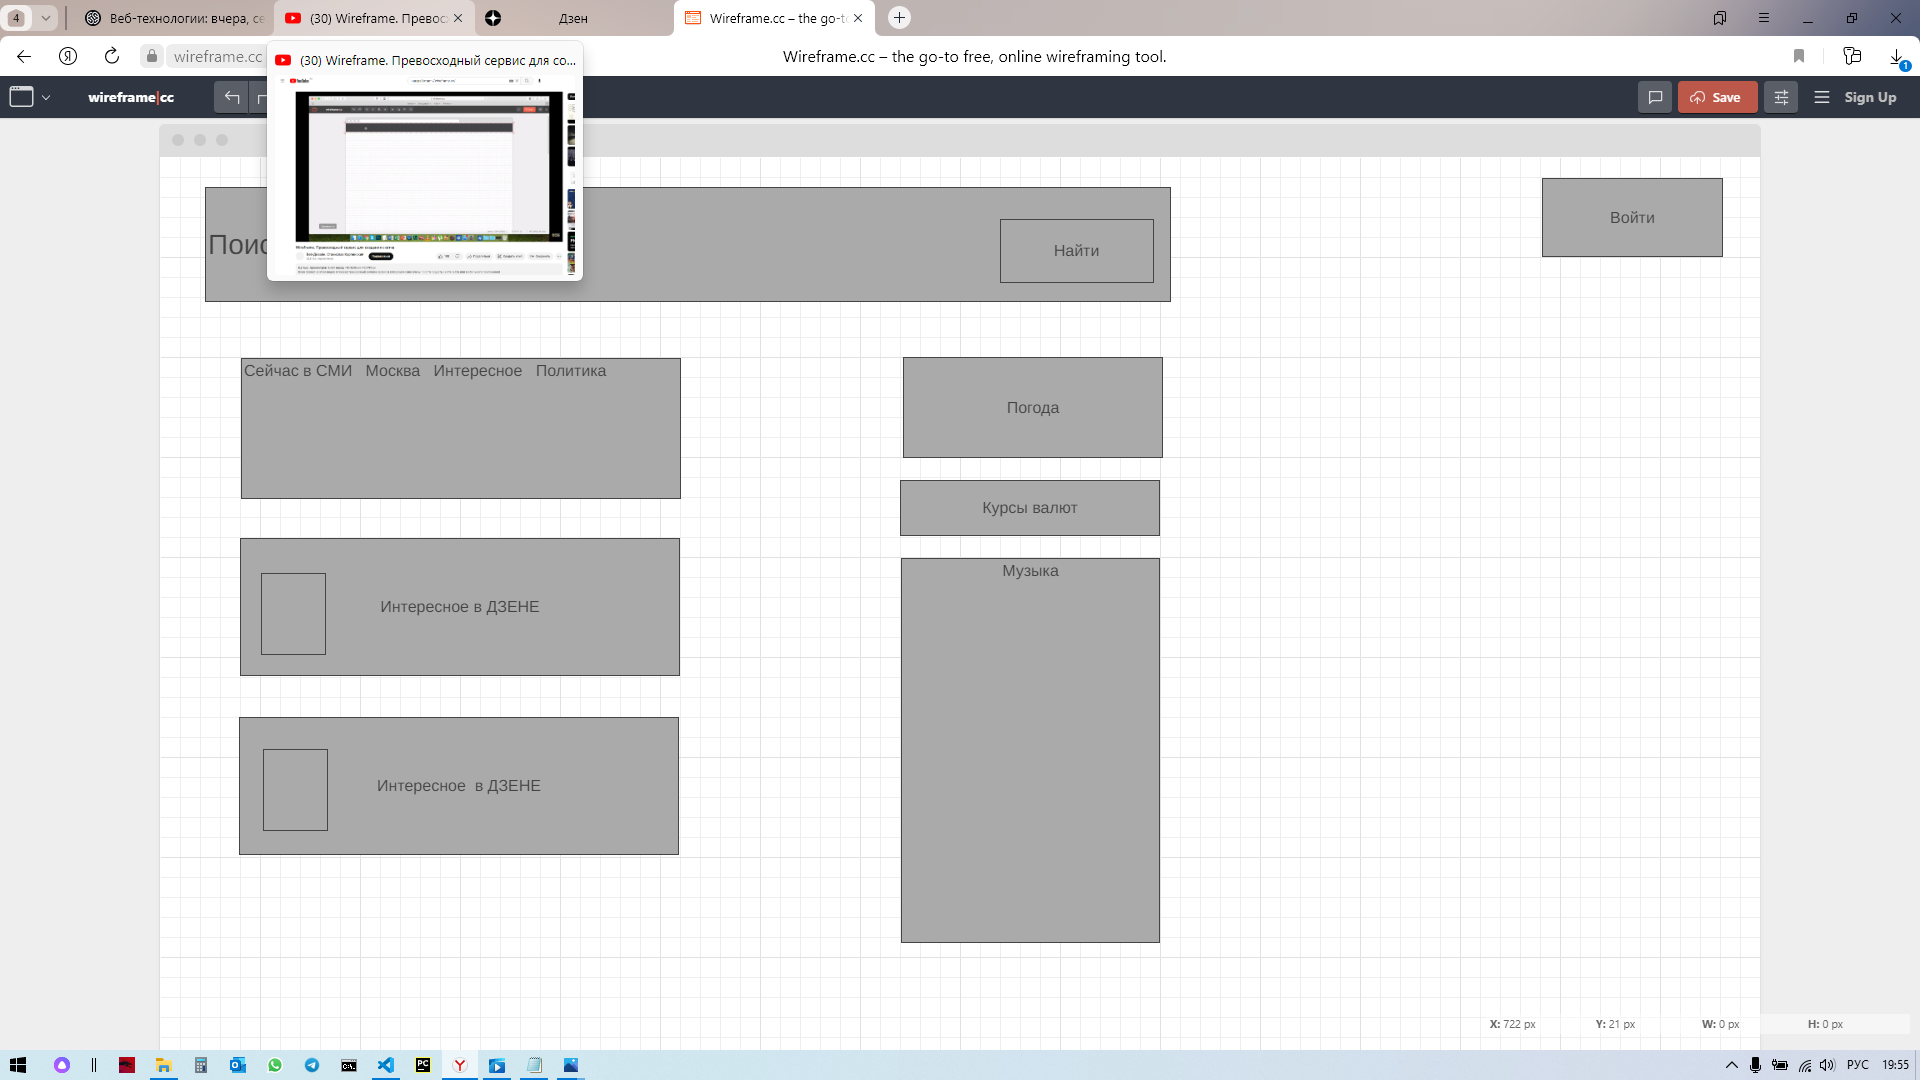 4
Веб-технологии: вчера, се
(30) Wireframe. Превосх
Дзен
Wireframe.cc – the go-to
wireframe.cc
Wireframe.cc – the go-to free, online wireframing tool.
1
(30) Wireframe. Превосходный сервис для со...
wireframe|cc
Save
Sign Up
Поис
Найти
Войти
Сейчас в СМИ Москва Интересное Политика
Погода
Курсы валют
Музыка
Интересное в ДЗЕНЕ
Интересное в ДЗЕНЕ
X: 722 px Y: 21 px W: 0 px H: 0 px
РУС 19:55